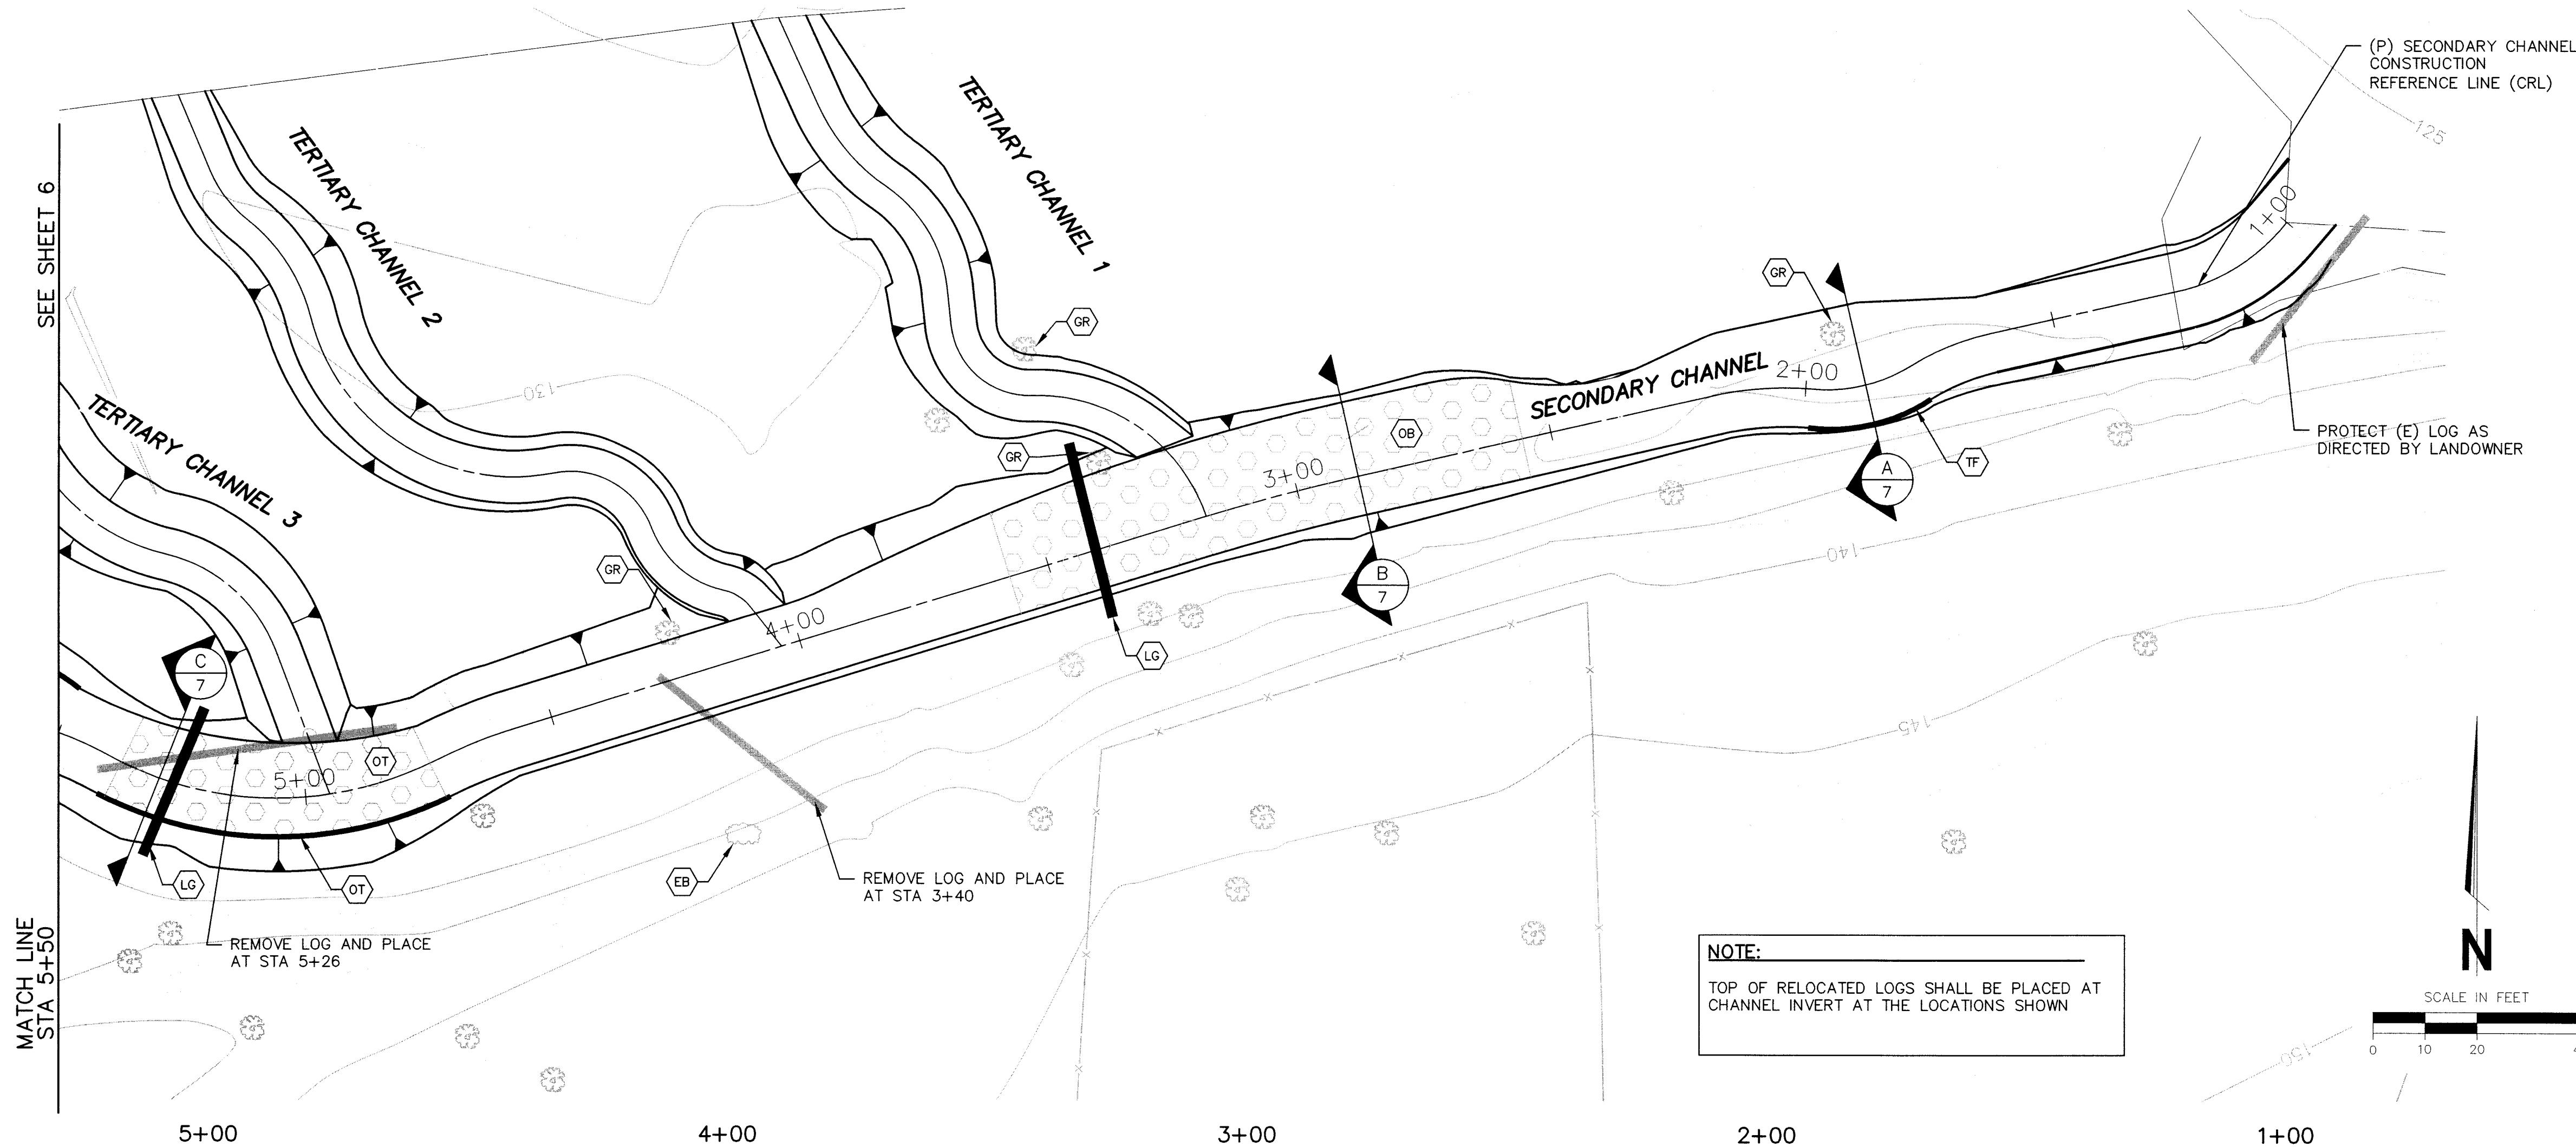 (P) SECONDARY CHANNEL
CONSTRUCTION
REFERENCE LINE (CRL)
125
TERTIARY CHANNEL 1
TERTIARY CHANNEL 2
TERTIARY CHANNEL 3
SEE SHEET 6
MATCH LINE
STA 5+50
1+00
GR
GR
SECONDARY CHANNEL
2+00
130
OB
GR
3+00
A
7
TF
PROTECT (E) LOG AS
DIRECTED BY LANDOWNER
140
GR
B
7
4+00
LG
C
7
145
OT
5+00
LG
OT
EB
REMOVE LOG AND PLACE
AT STA 3+40
REMOVE LOG AND PLACE
AT STA 5+26
NOTE:
TOP OF RELOCATED LOGS SHALL BE PLACED AT
CHANNEL INVERT AT THE LOCATIONS SHOWN
N
SCALE IN FEET
0 10 20
150
5+00 4+00 3+00 2+00 1+00